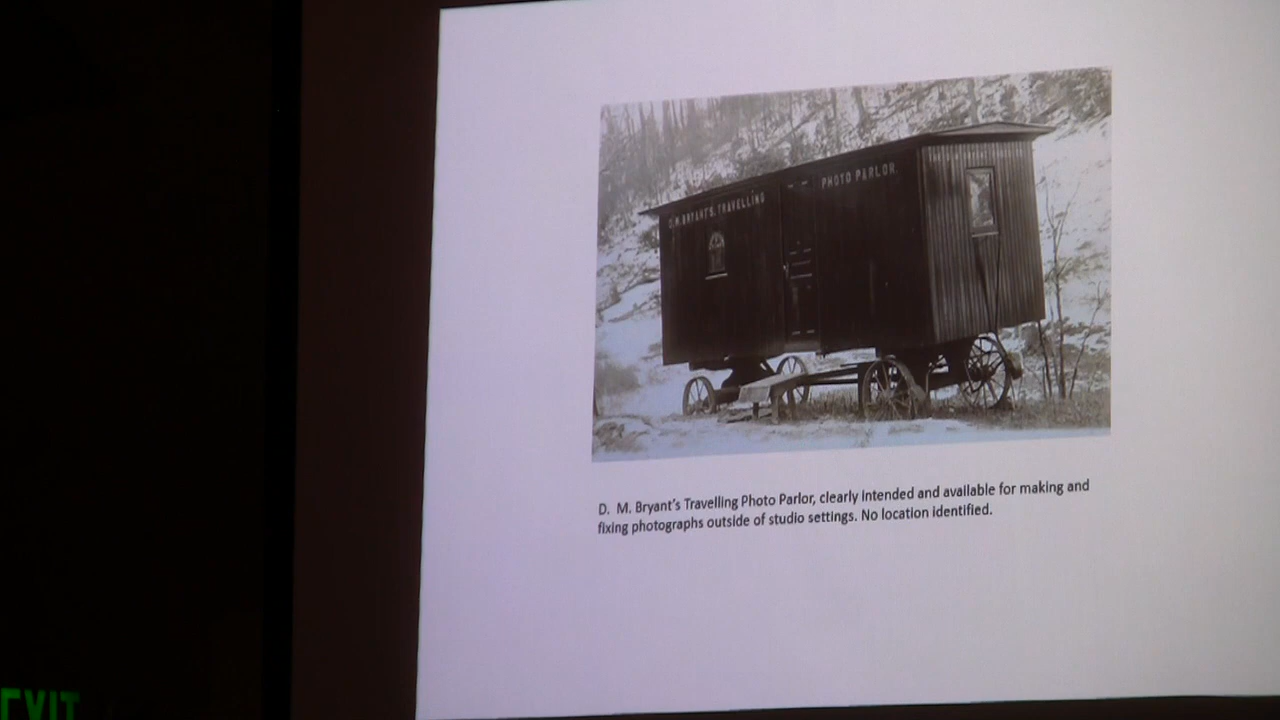 D.M.BRYANT'S. TRAVELLING
PHOTO PARLOR.
D. M. Bryant's Travelling Photo Parlor, clearly intended and available for making and
fixing photographs outside of studio settings. No location identified.
EXIT